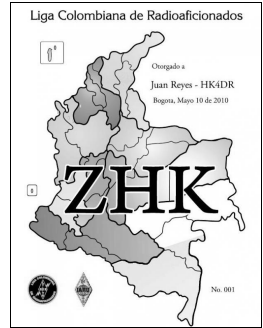 Liga Colombiana de Radioaficionados
Otorgado a
Juan Reyes - HK4DR
Bogota, Mayo 10 de 2010
ZHK
No. 001